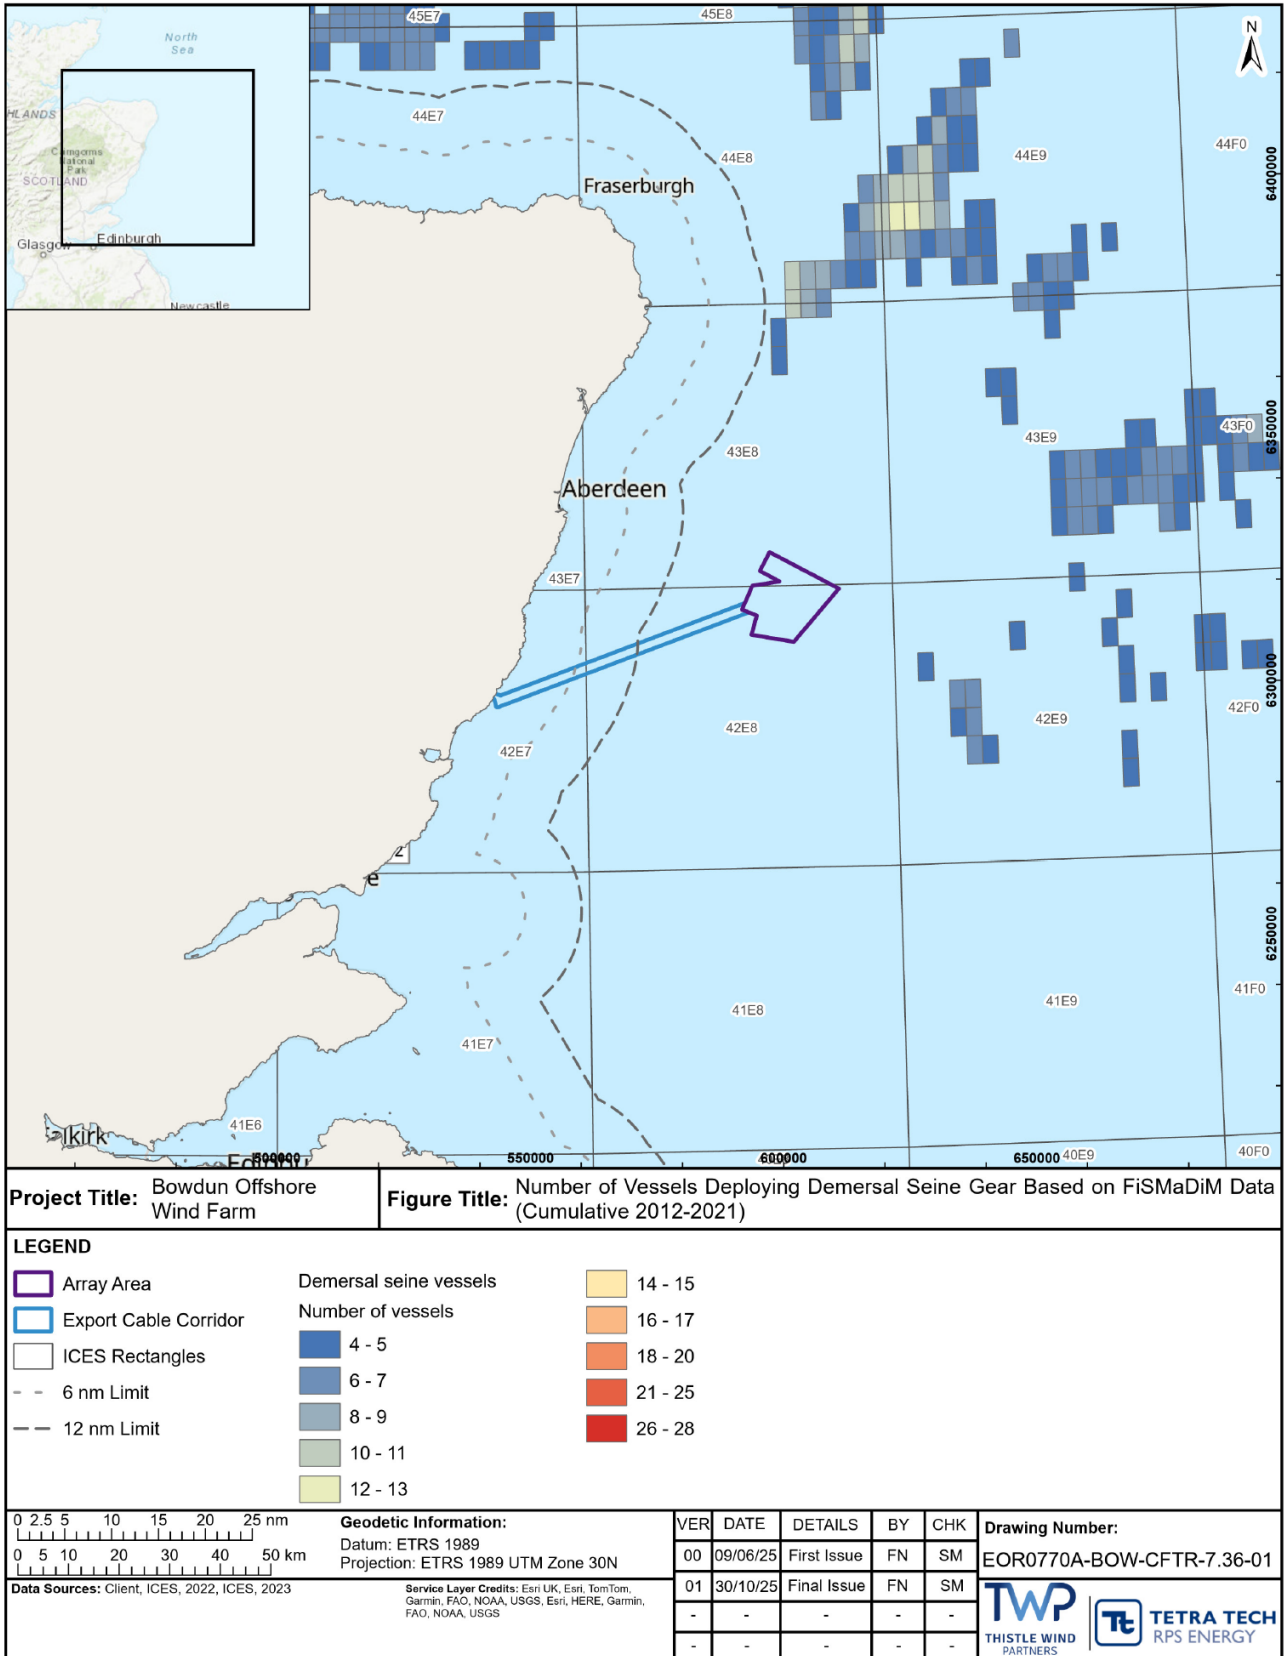 45E7
45E8
North
Sea
N
HLANDS
44E7
Cairngorms
National
Park
44E8
44E9
44F0
SCOTLAND
Fraserburgh
6400000
Edinburgh
Glasgow
Newcastle
43E8
43E9
43F0
6350000
Aberdeen
43E7
6300000
42E7
42E8
42E9
42F0
2
e
6250000
41E7
41E8
41E9
41F0
41E6
lkirk
Edinbu
500000
550000
600000
650000
40E9
40F0
Project Title: Bowdun Offshore
Wind Farm
Figure Title: Number of Vessels Deploying Demersal Seine Gear Based on FiSMaDiM Data
(Cumulative 2012-2021)
LEGEND
Array Area
Export Cable Corridor
ICES Rectangles
6 nm Limit
12 nm Limit
Demersal seine vessels
Number of vessels
4 - 5
6 - 7
8 - 9
10 - 11
12 - 13
14 - 15
16 - 17
18 - 20
21 - 25
26 - 28
0 2.5 5 10 15 20 25 nm
0 5 10 20 30 40 50 km
Geodetic Information:
Datum: ETRS 1989
Projection: ETRS 1989 UTM Zone 30N
Data Sources: Client, ICES, 2022, ICES, 2023
Service Layer Credits: Esri UK, Esri, TomTom,
Garmin, FAO, NOAA, USGS, Esri, HERE, Garmin,
FAO, NOAA, USGS
VER DATE DETAILS BY CHK
00 09/06/25 First Issue FN SM
01 30/10/25 Final Issue FN SM
- - - - -
- - - - -
Drawing Number:
EOR0770A-BOW-CFTR-7.36-01
TWP
THISTLE WIND
PARTNERS
Tt
TETRA TECH
RPS ENERGY